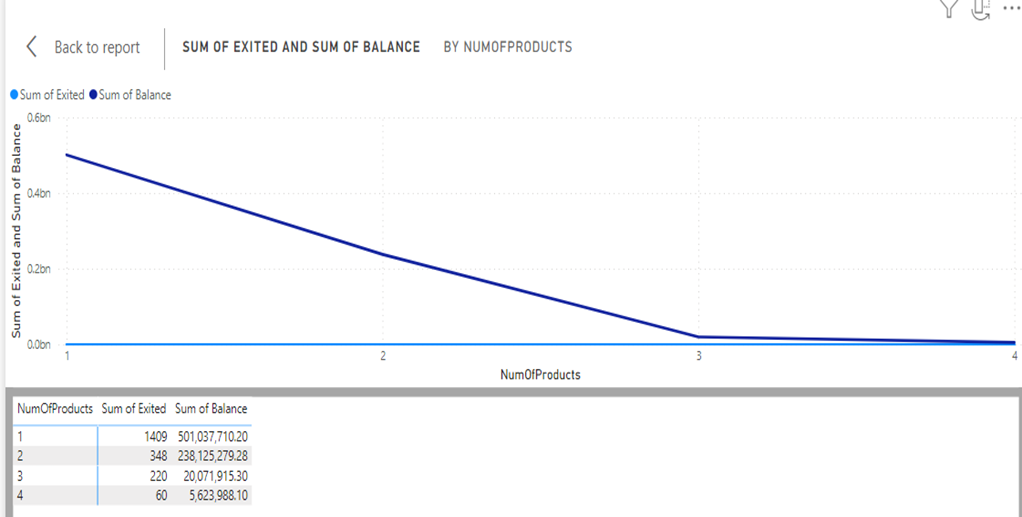 Back to report SUM OF EXITED AND SUM OF BALANCE BY NUMOFPRODUCTS
Sum of Exited Sum of Balance
Sum of Exited and Sum of Balance
0.6bn
0.4bn
0.2bn
0.0bn
1 2 3 4
NumOfProducts
NumOfProducts Sum of Exited Sum of Balance
1 1409 501,037,710.20
2 348 238,125,279.28
3 220 20,071,915.30
4 60 5,623,988.10